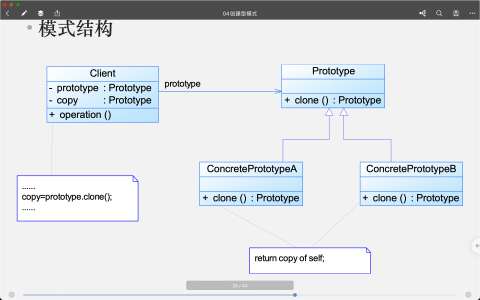 04创建型模式
模式结构
Client
- prototype : Prototype
- copy : Prototype
+ operation ()
prototype
Prototype
+ clone () : Prototype
ConcretePrototypeA
+ clone () : Prototype
ConcretePrototypeB
+ clone () : Prototype
......
copy=prototype.clone();
......
return copy of self;
29 / 44